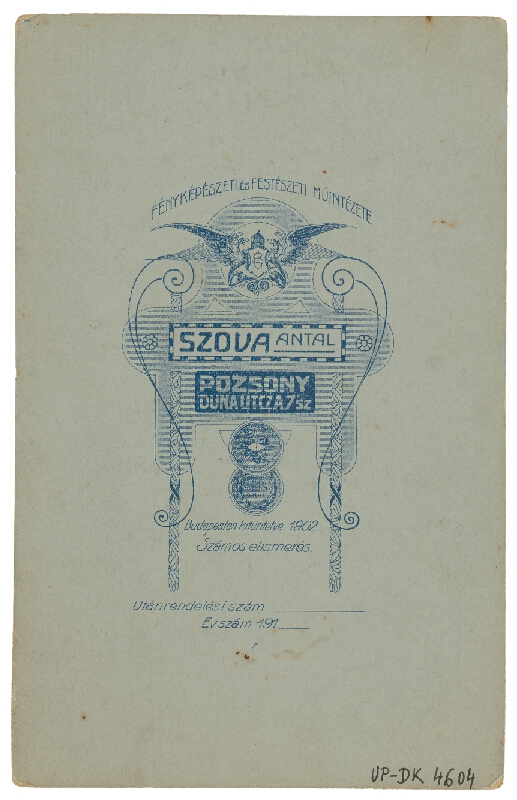 FÉNYKÉPÉSZETI és FESTÉSZETI MŰINTÉZETE
SZOVA ANTAL
POZSONY
DUNA UTCZA 7 SZ
Budapesten kitüntetve 1902
Számos elismerés.
Utánrendelési szám
Évszám 191
UP-DK 4604